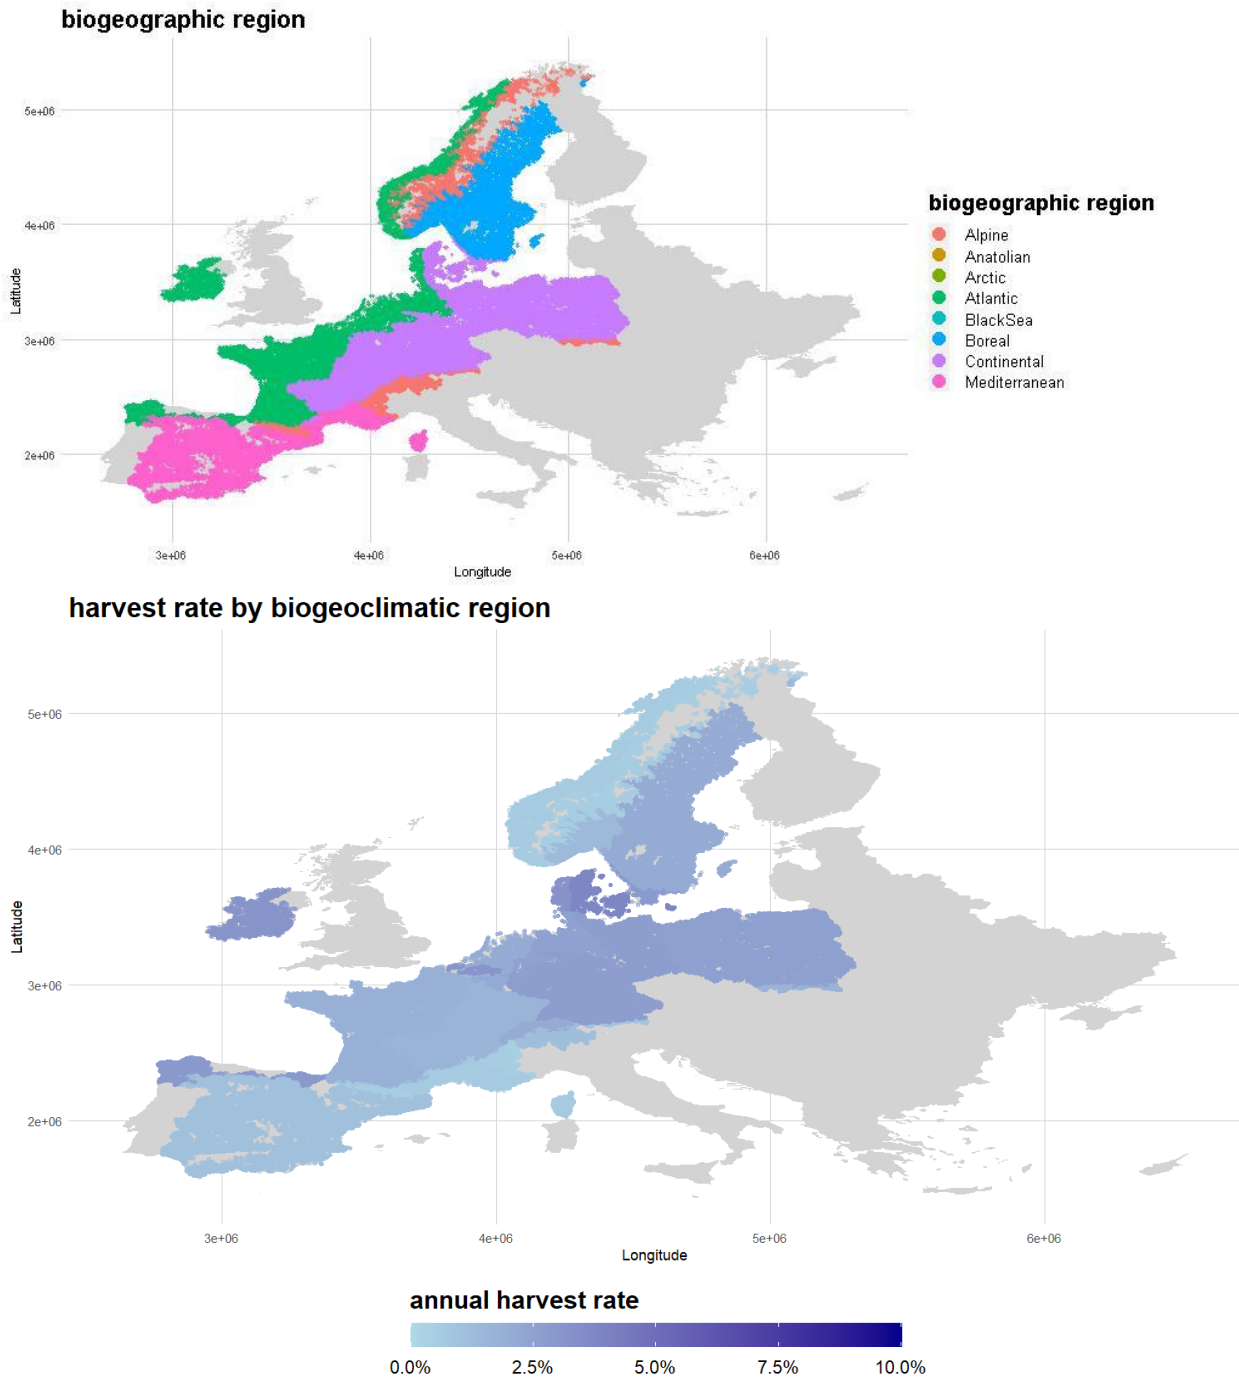 biogeographic region
5e+06
4e+06
3e+06
2e+06
Latitude
3e+06
4e+06
5e+06
6e+06
Longitude
biogeographic region
Alpine
Anatolian
Arctic
Atlantic
BlackSea
Boreal
Continental
Mediterranean
harvest rate by biogeoclimatic region
5e+06
4e+06
3e+06
2e+06
Latitude
3e+06
4e+06
5e+06
6e+06
Longitude
annual harvest rate
0.0%
2.5%
5.0%
7.5%
10.0%